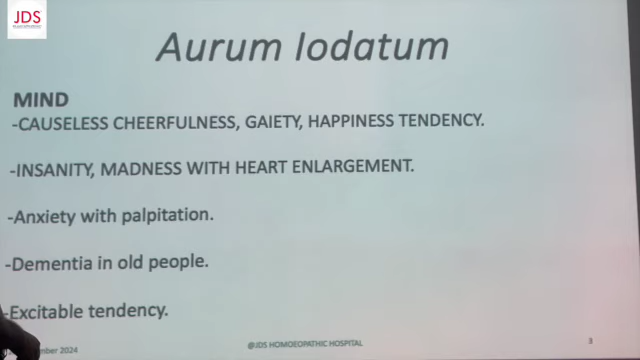 JDS
Aurum Iodatum
MIND
-CAUSELESS CHEERFULNESS, GAIETY, HAPPINESS TENDENCY.
-INSANITY, MADNESS WITH HEART ENLARGEMENT.
-Anxiety with palpitation.
-Dementia in old people.
-Excitable tendency.
2024
@JDS HOMOEOPATHIC HOSPITAL
3